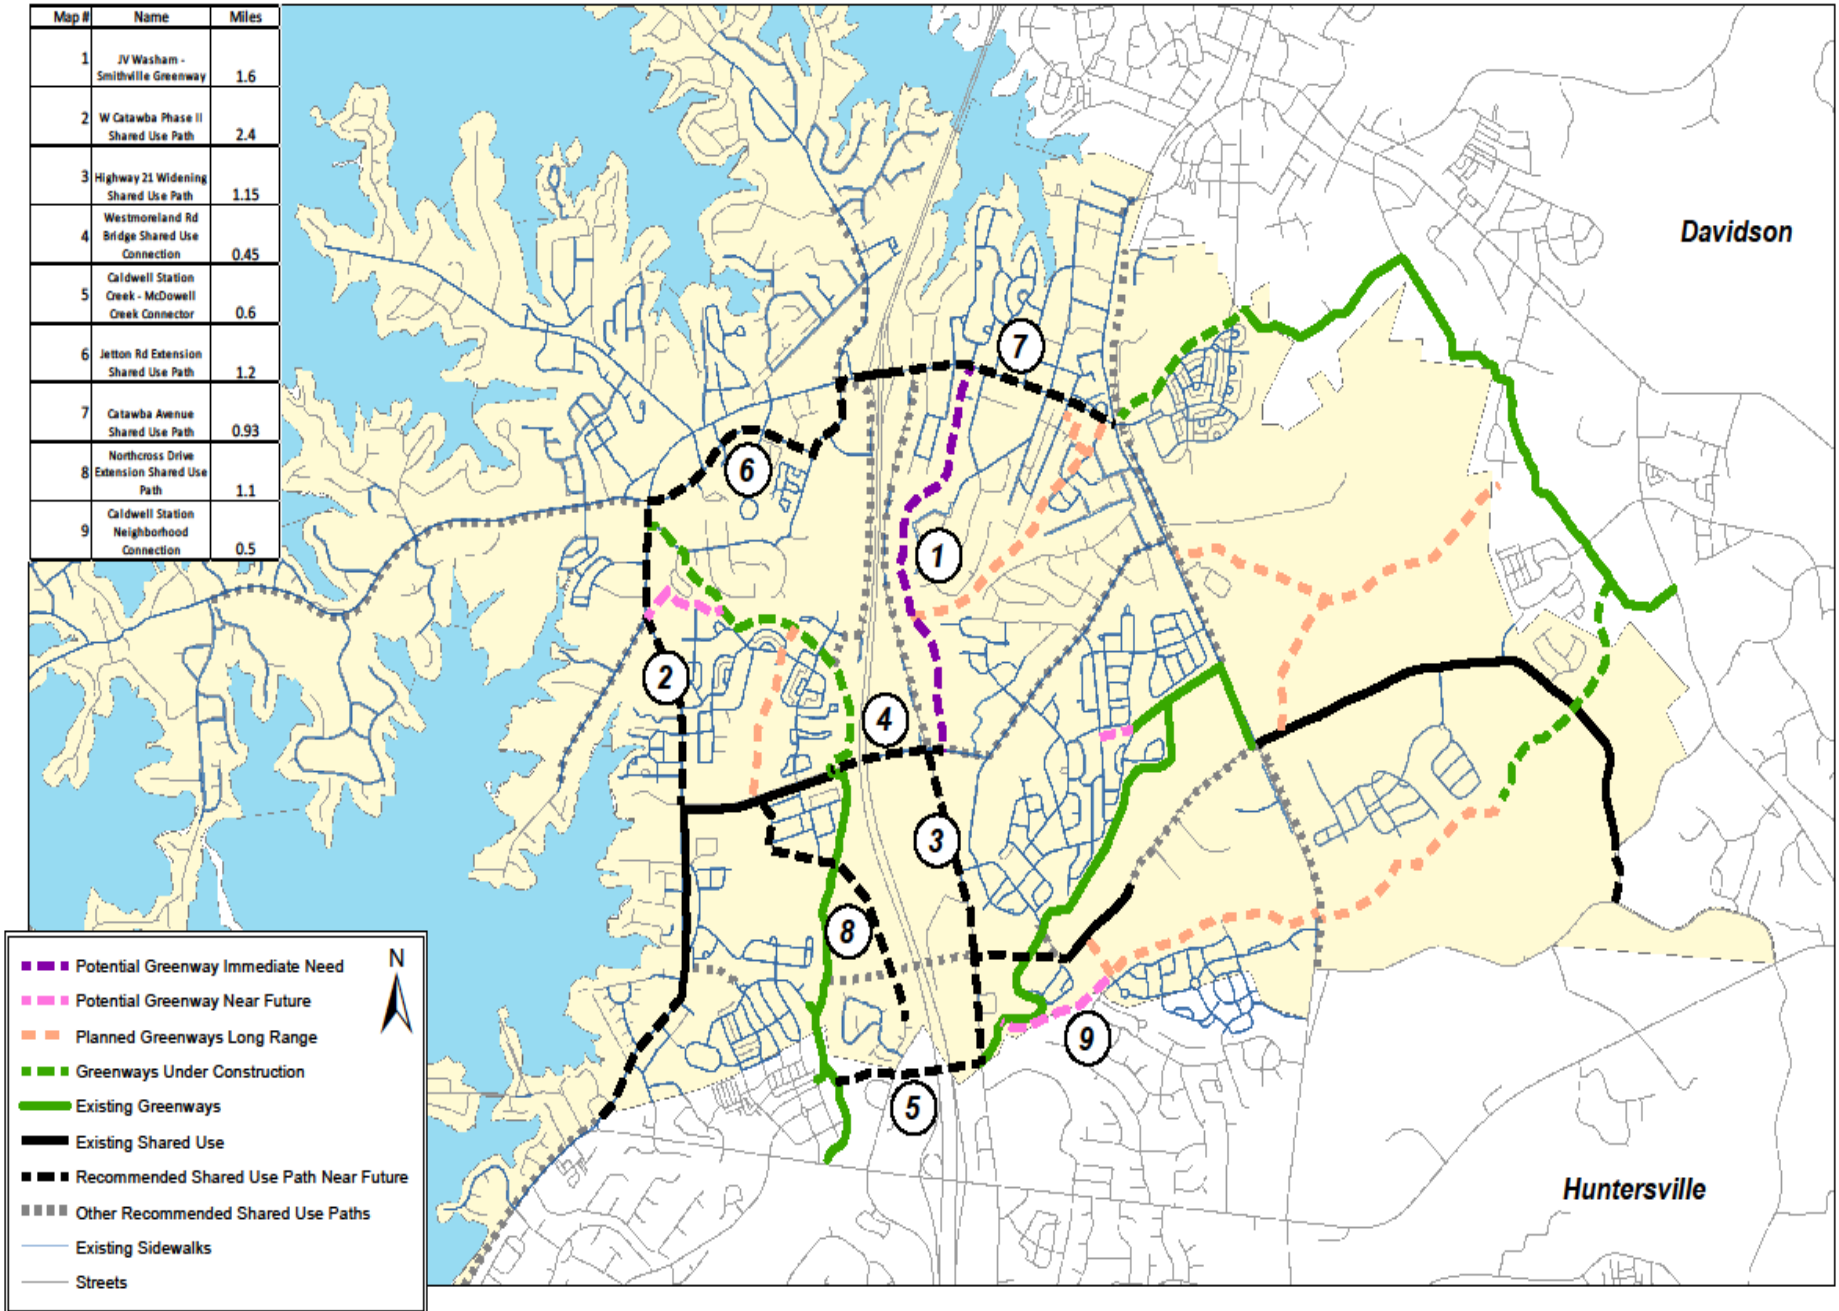 Map # Name Miles
1 JV Washam -
Smithville Greenway 1.6
2 W Catawba Phase II
Shared Use Path 2.4
3 Highway 21 Widening
Shared Use Path 1.15
Westmoreland Rd
4 Bridge Shared Use
Connection 0.45
Caldwell Station
5 Creek - McDowell
Creek Connector 0.6
6 Jetton Rd Extension
Shared Use Path 1.2
7 Catawba Avenue
Shared Use Path 0.93
Northcross Drive
8 Extension Shared Use
Path 1.1
Caldwell Station
9 Neighborhood
Connection 0.5
Davidson
7
6
1
2
4
3
8
9
5
Huntersville
N
Potential Greenway Immediate Need
Potential Greenway Near Future
Planned Greenways Long Range
Greenways Under Construction
Existing Greenways
Existing Shared Use
Recommended Shared Use Path Near Future
Other Recommended Shared Use Paths
Existing Sidewalks
Streets